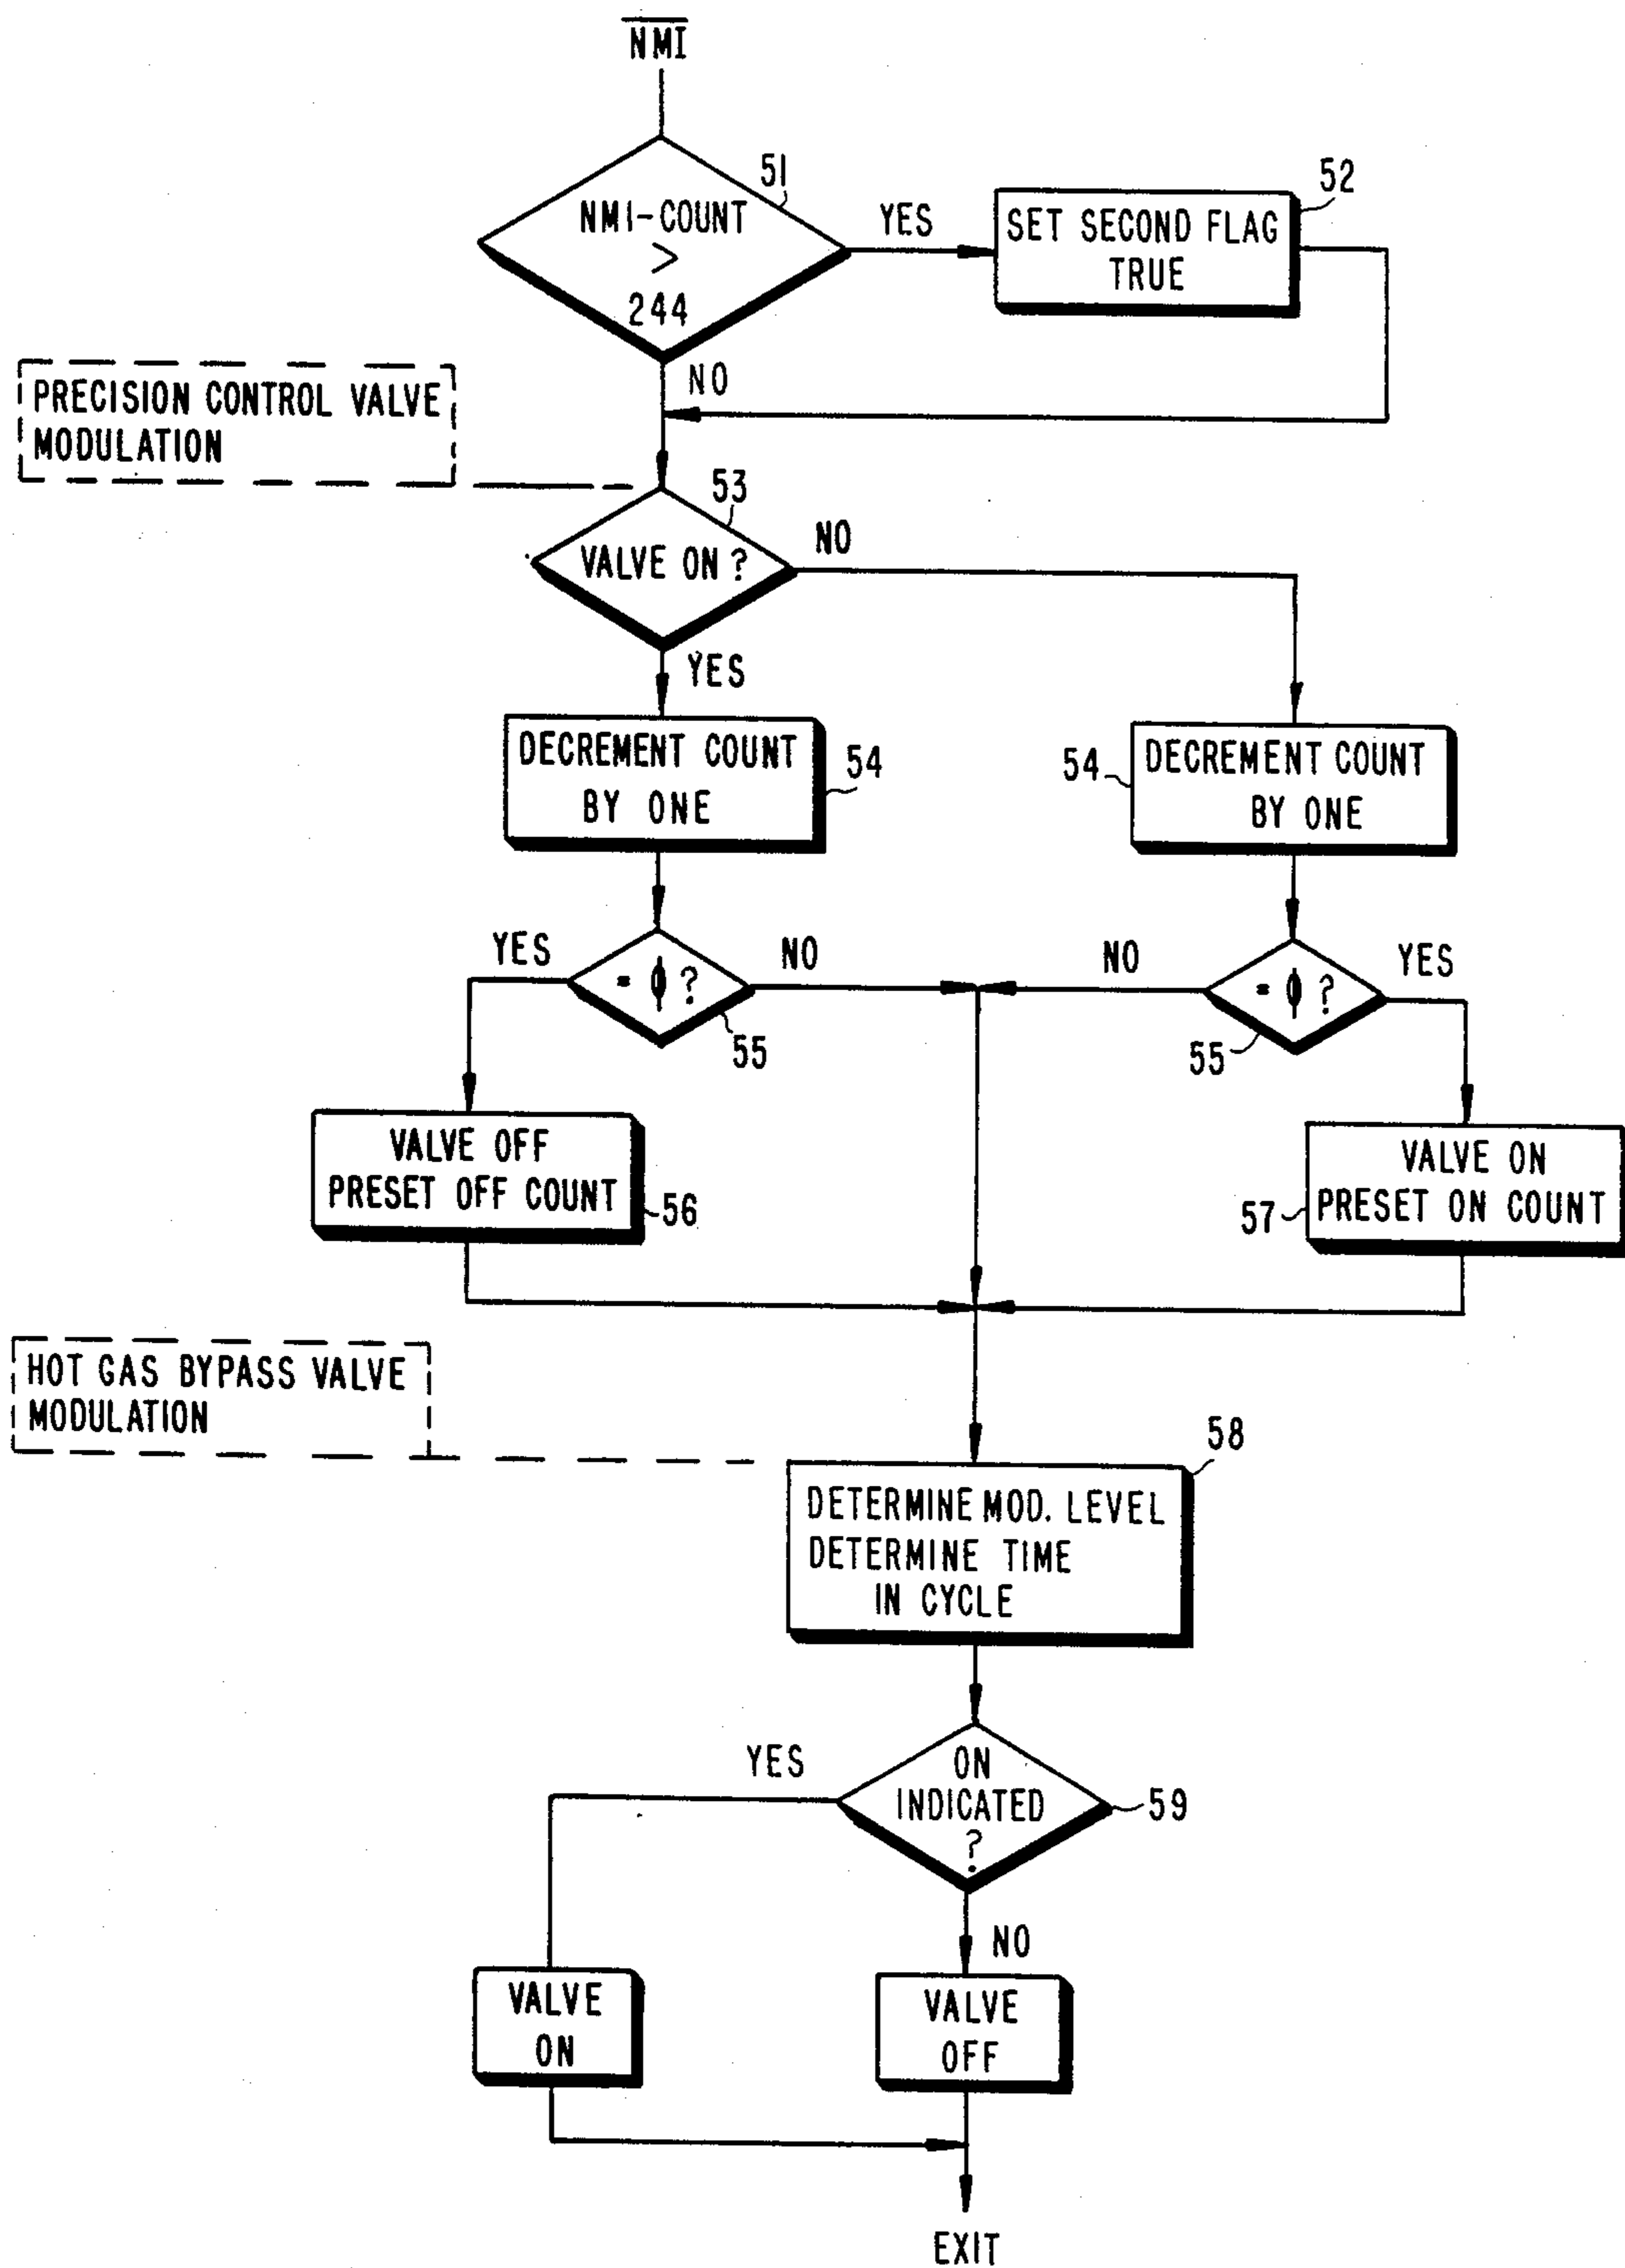 NMI
51
NMI-COUNT
>
244
YES
52
SET SECOND FLAG
TRUE
NO
PRECISION CONTROL VALVE
MODULATION
53
VALVE ON ?
NO
YES
DECREMENT COUNT
BY ONE
54
54
DECREMENT COUNT
BY ONE
YES
= ϕ ?
NO
55
NO
= ϕ ?
YES
55
VALVE OFF
PRESET OFF COUNT
56
VALVE ON
PRESET ON COUNT
57
HOT GAS BYPASS VALVE
MODULATION
58
DETERMINE MOD. LEVEL
DETERMINE TIME
IN CYCLE
YES
ON
INDICATED
?
59
NO
VALVE
ON
VALVE
OFF
EXIT